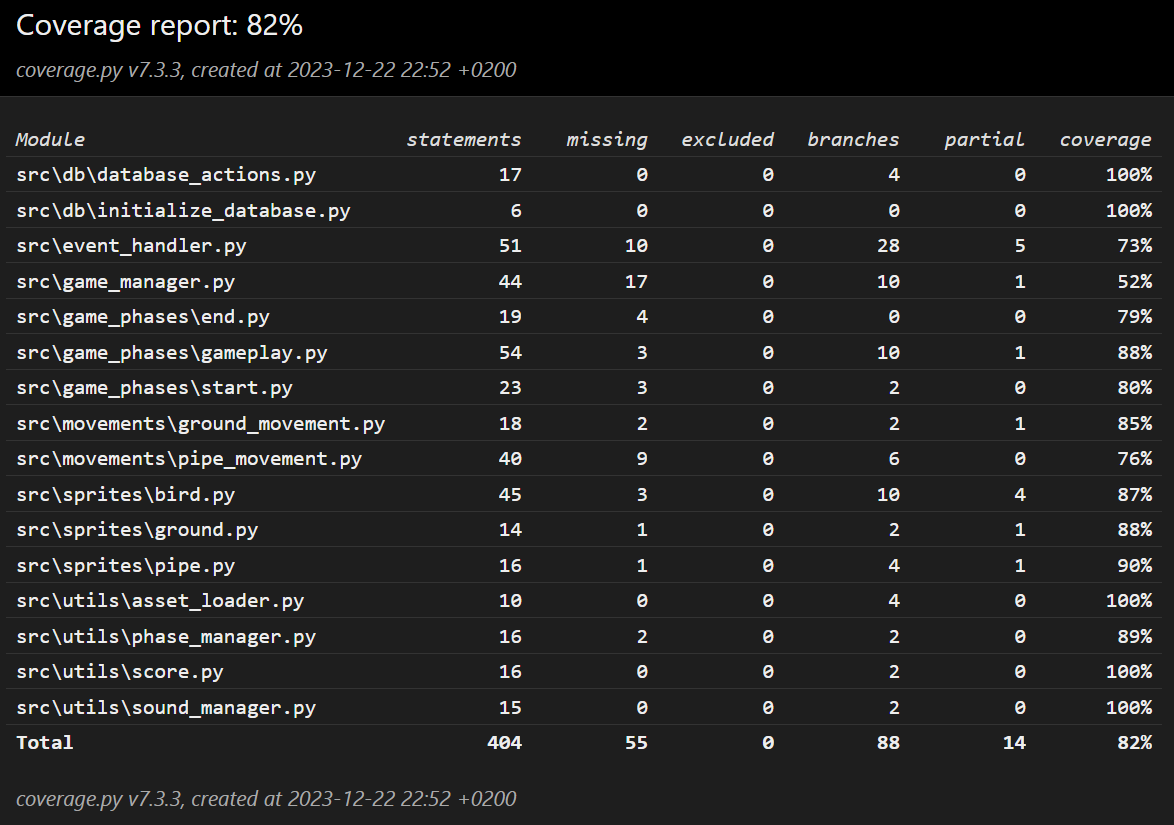 Coverage report: 82%
coverage.py v7.3.3, created at 2023-12-22 22:52 +0200
Module statements missing excluded branches partial coverage
src\db\database_actions.py 17 0 0 4 0 100%
src\db\initialize_database.py 6 0 0 0 0 100%
src\event_handler.py 51 10 0 28 5 73%
src\game_manager.py 44 17 0 10 1 52%
src\game_phases\end.py 19 4 0 0 0 79%
src\game_phases\gameplay.py 54 3 0 10 1 88%
src\game_phases\start.py 23 3 0 2 0 80%
src\movements\ground_movement.py 18 2 0 2 1 85%
src\movements\pipe_movement.py 40 9 0 6 0 76%
src\sprites\bird.py 45 3 0 10 4 87%
src\sprites\ground.py 14 1 0 2 1 88%
src\sprites\pipe.py 16 1 0 4 1 90%
src\utils\asset_loader.py 10 0 0 4 0 100%
src\utils\phase_manager.py 16 2 0 2 0 89%
src\utils\score.py 16 0 0 2 0 100%
src\utils\sound_manager.py 15 0 0 2 0 100%
Total 404 55 0 88 14 82%
coverage.py v7.3.3, created at 2023-12-22 22:52 +0200